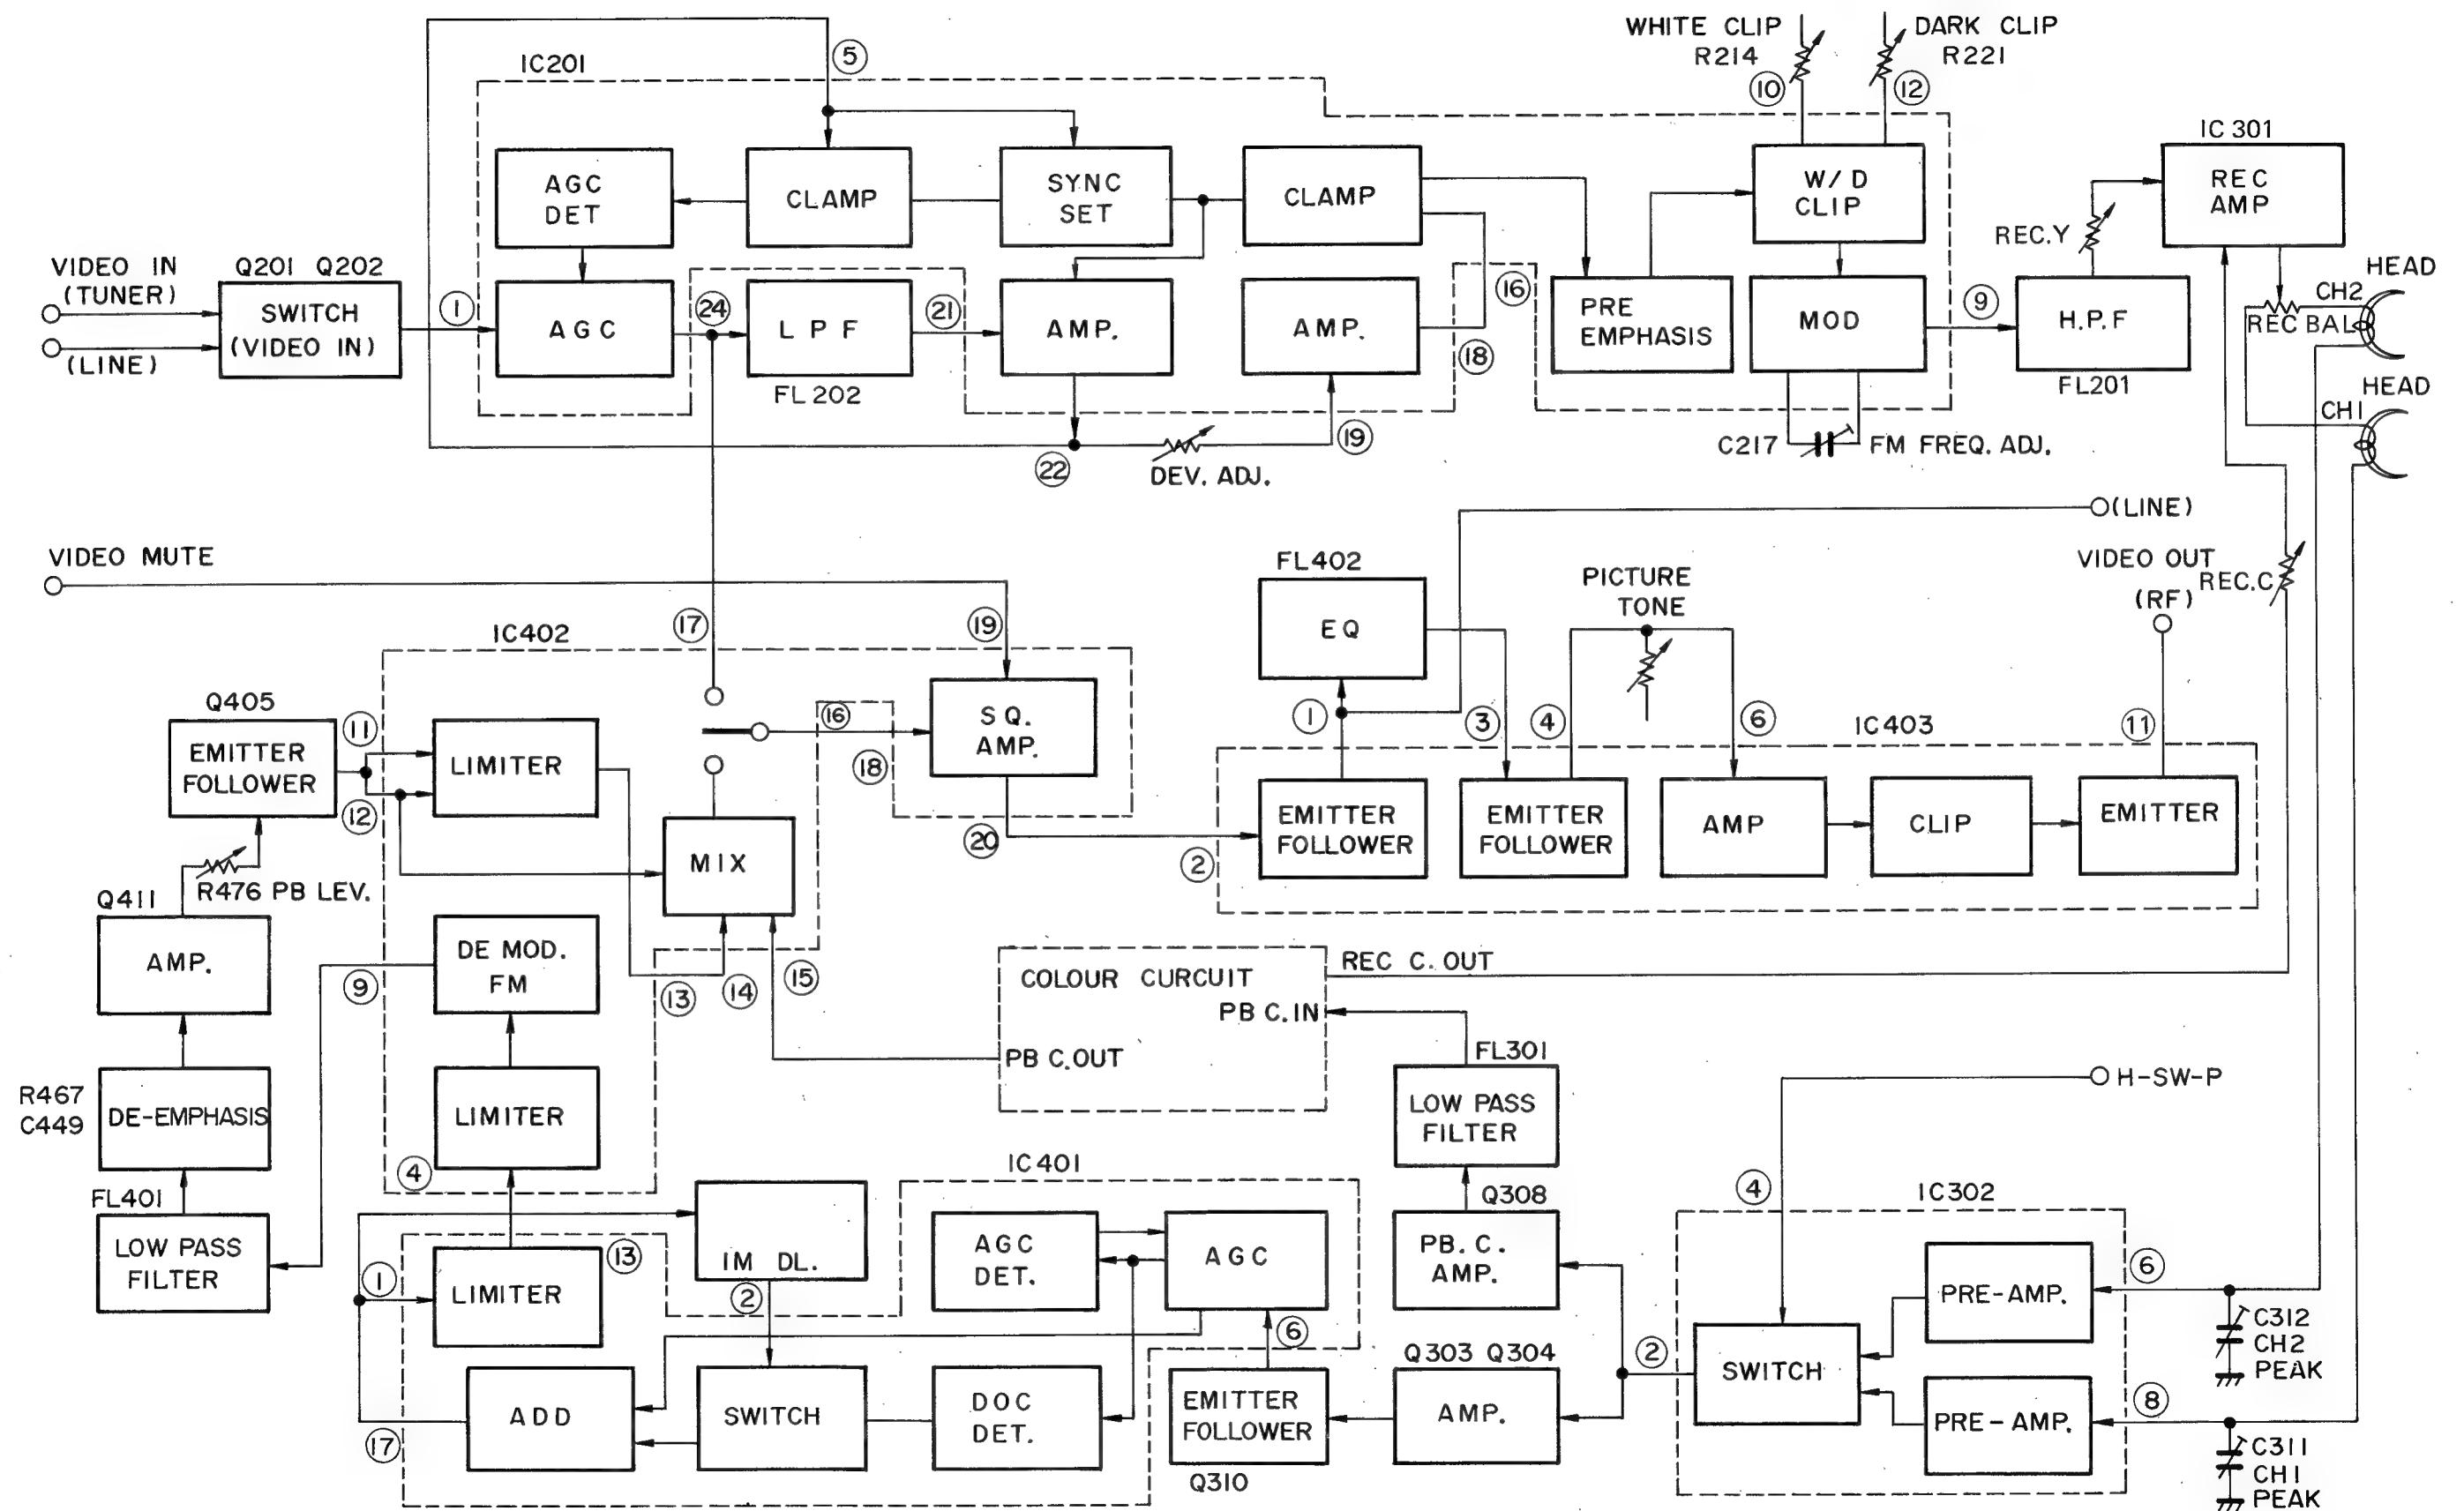 WHITE CLIP
R214
DARK CLIP
R221
5
IC201
10
12
IC 301
AGC
DET
CLAMP
SYNC
SET
CLAMP
W/D
CLIP
REC
AMP
REC.Y
HEAD
CH2
REC BAL
VIDEO IN
(TUNER)
(LINE)
Q201 Q202
SWITCH
(VIDEO IN)
1
AGC
24
LPF
FL202
21
AMP.
AMP.
16
18
PRE
EMPHASIS
MOD
9
H.P.F
FL201
HEAD
CH1
22
DEV. ADJ.
19
C217
FM FREQ. ADJ.
(LINE)
VIDEO MUTE
FL402
EQ
PICTURE
TONE
VIDEO OUT
(RF)
REC.C
17
19
IC402
Q405
EMITTER
FOLLOWER
11
12
LIMITER
16
18
SQ.
AMP.
20
1
3
4
6
IC403
11
2
EMITTER
FOLLOWER
EMITTER
FOLLOWER
AMP
CLIP
EMITTER
R476 PB LEV.
MIX
Q411
AMP.
DE MOD.
FM
9
13
14
15
COLOUR CURCUIT
REC C. OUT
PB C.IN
PB C.OUT
R467
C449
DE-EMPHASIS
LIMITER
4
FL301
LOW PASS
FILTER
H-SW-P
FL401
LOW PASS
FILTER
1
LIMITER
13
IM DL.
2
IC401
AGC
DET.
AGC
6
Q308
PB. C.
AMP.
4
IC302
PRE-AMP.
6
C312
CH2
PEAK
17
ADD
SWITCH
DOC
DET.
EMITTER
FOLLOWER
Q310
Q303 Q304
AMP.
2
SWITCH
PRE-AMP.
8
C311
CH1
PEAK